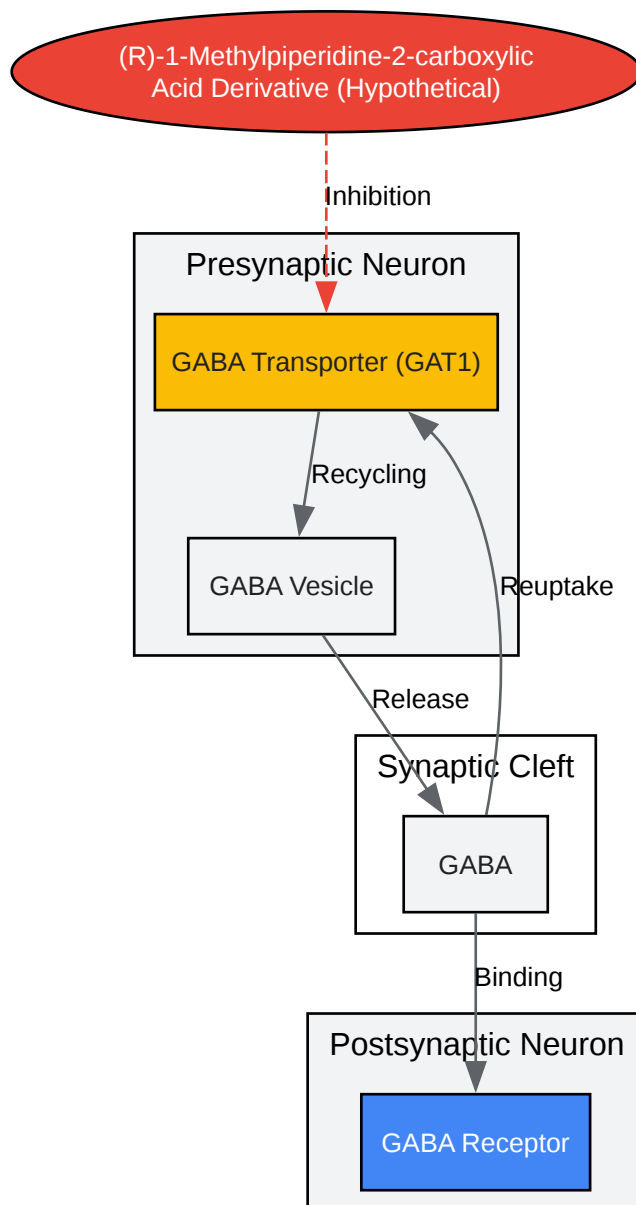 (R)-1-Methylpiperidine-2-carboxylic
Acid Derivative (Hypothetical)
Inhibition
Presynaptic Neuron
GABA Transporter (GAT1)
Recycling
GABA Vesicle
Reuptake
Release
Synaptic Cleft
GABA
Binding
Postsynaptic Neuron
GABA Receptor